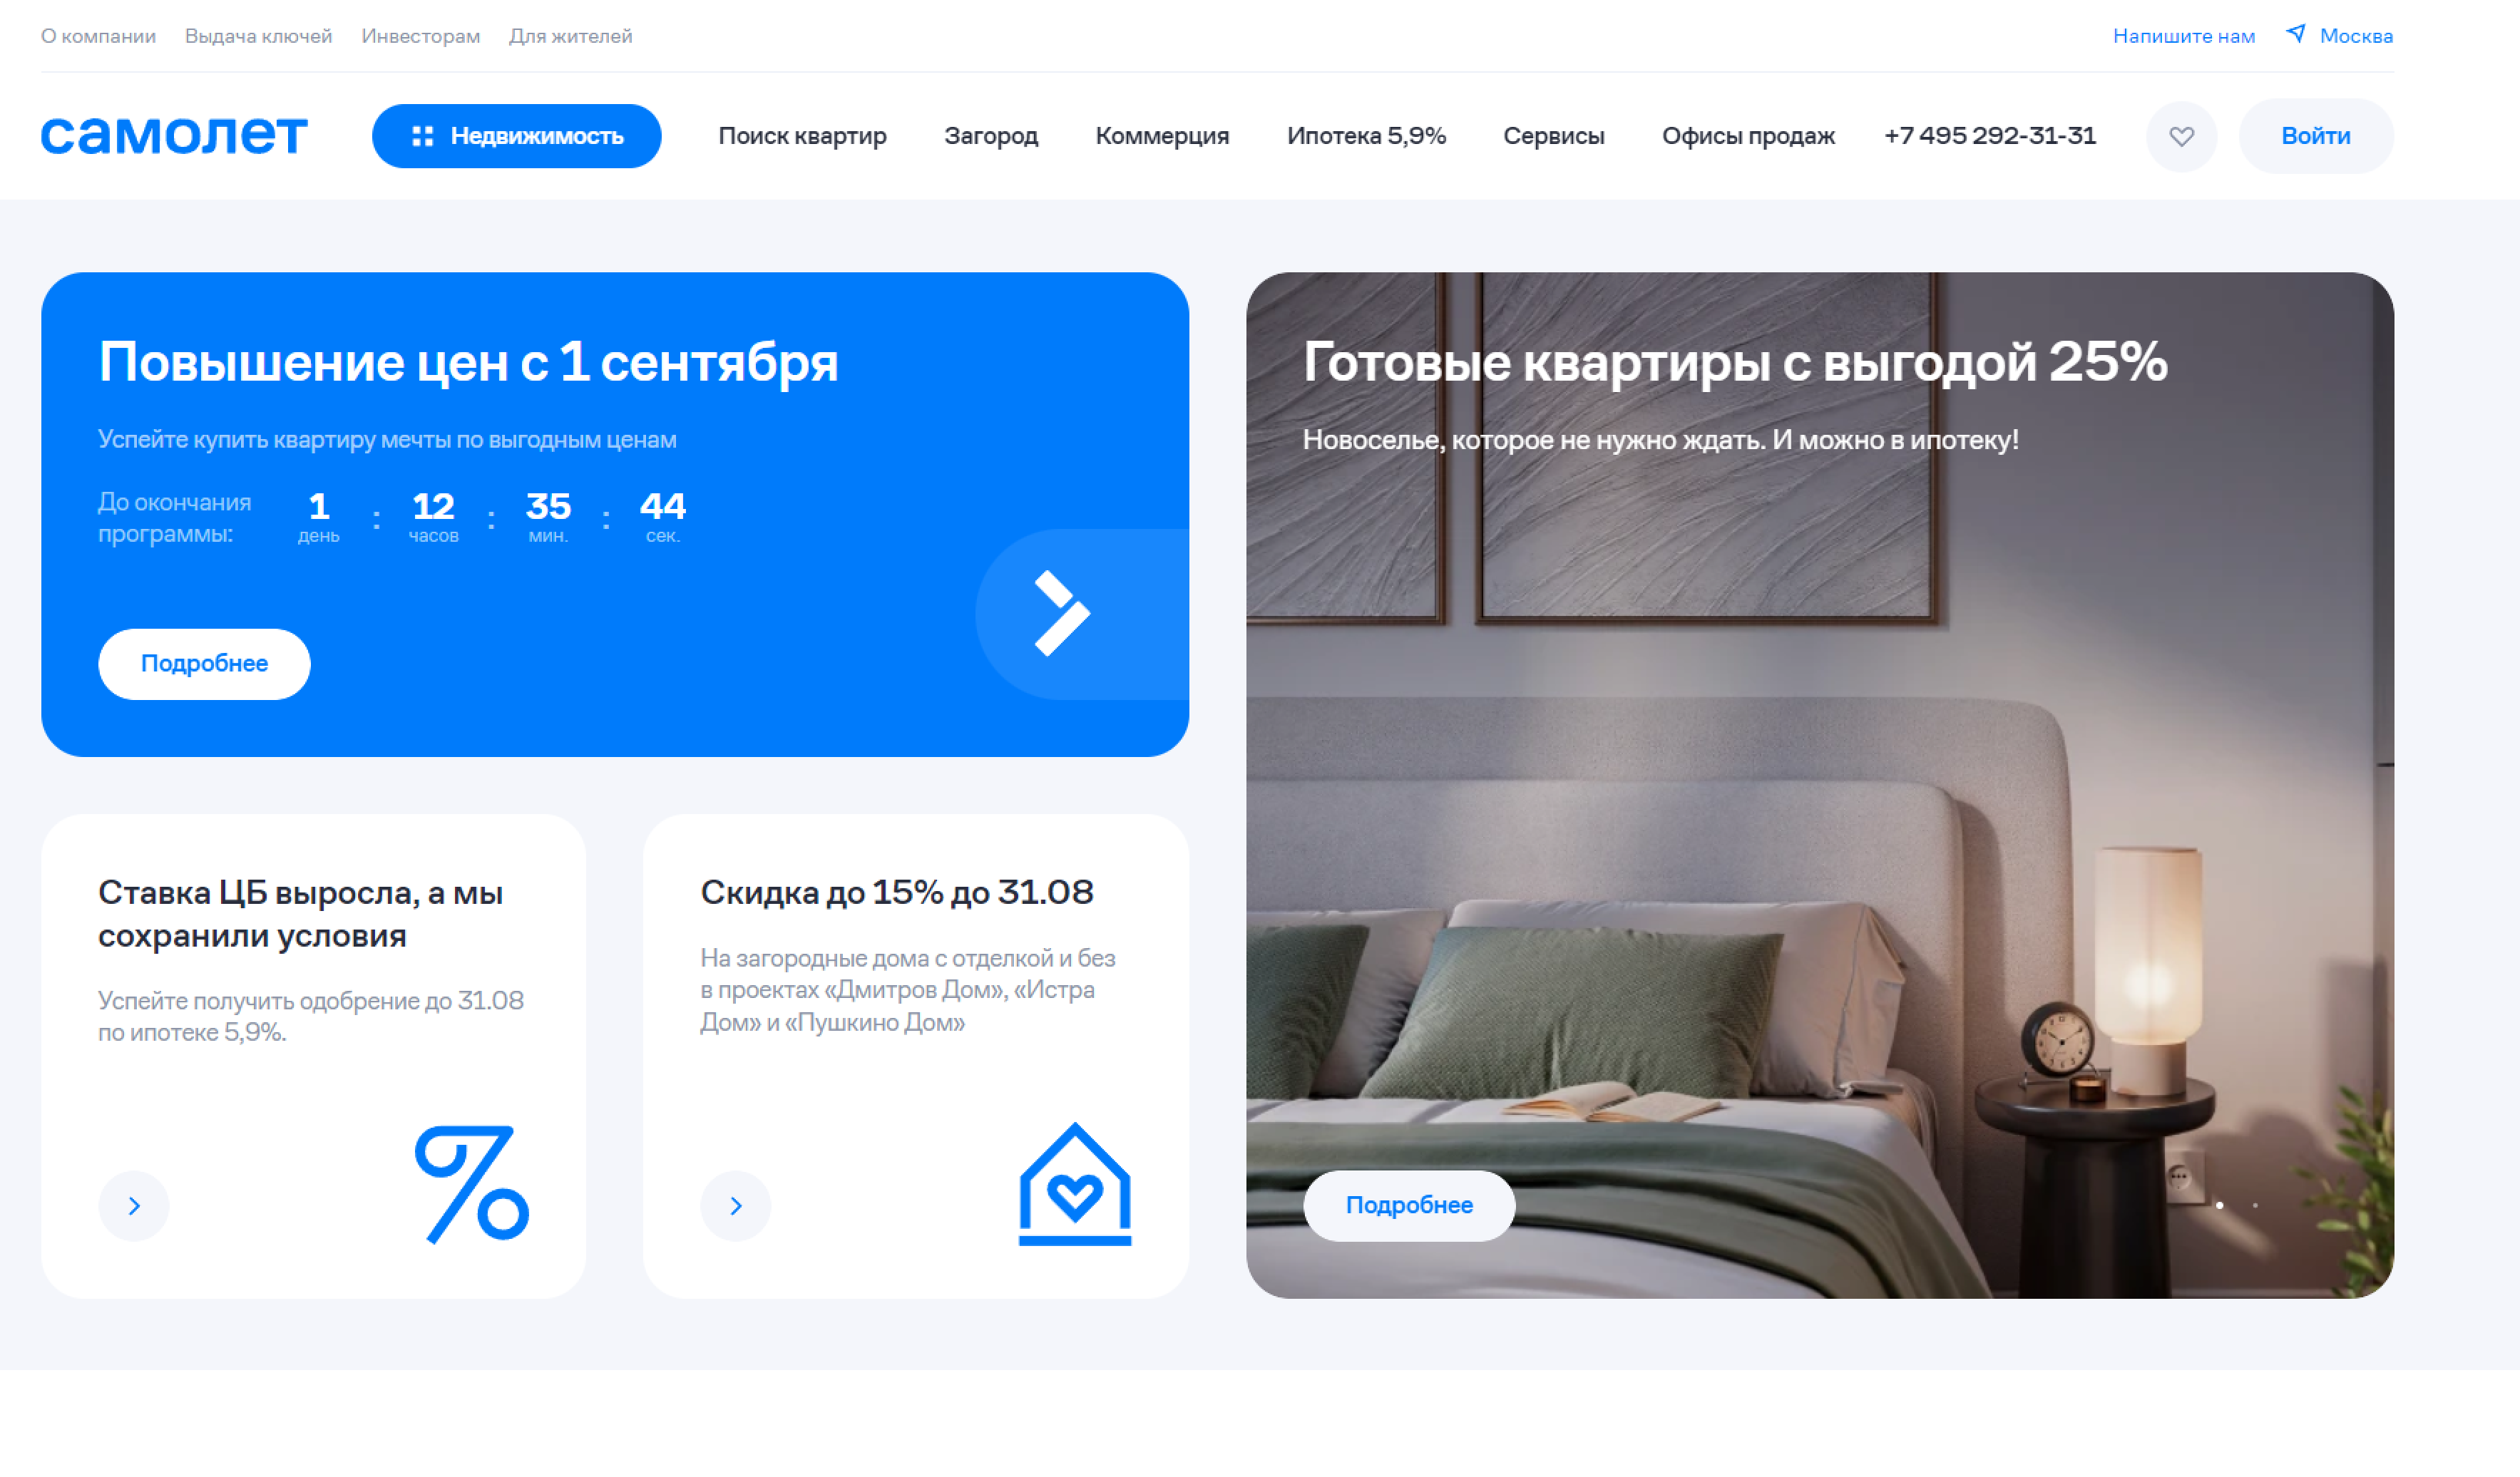 О компании Выдача ключей Инвесторам Для жителей Напишите нам Москва
самолет Недвижимость Поиск квартир Загород Коммерция Ипотека 5,9% Сервисы Офисы продаж +7 495 292-31-31 Войти
Повышение цен с 1 сентября
Успейте купить квартиру мечты по выгодным ценам
До окончания
программы:
1 : 12 : 35 : 44
день часов мин. сек.
Подробнее
Ставка ЦБ выросла, а мы
сохранили условия
Успейте получить одобрение до 31.08
по ипотеке 5,9%.
Скидка до 15% до 31.08
На загородные дома с отделкой и без
в проектах «Дмитров Дом», «Истра
Дом» и «Пушкино Дом»
Готовые квартиры с выгодой 25%
Новоселье, которое не нужно ждать. И можно в ипотеку!
Подробнее